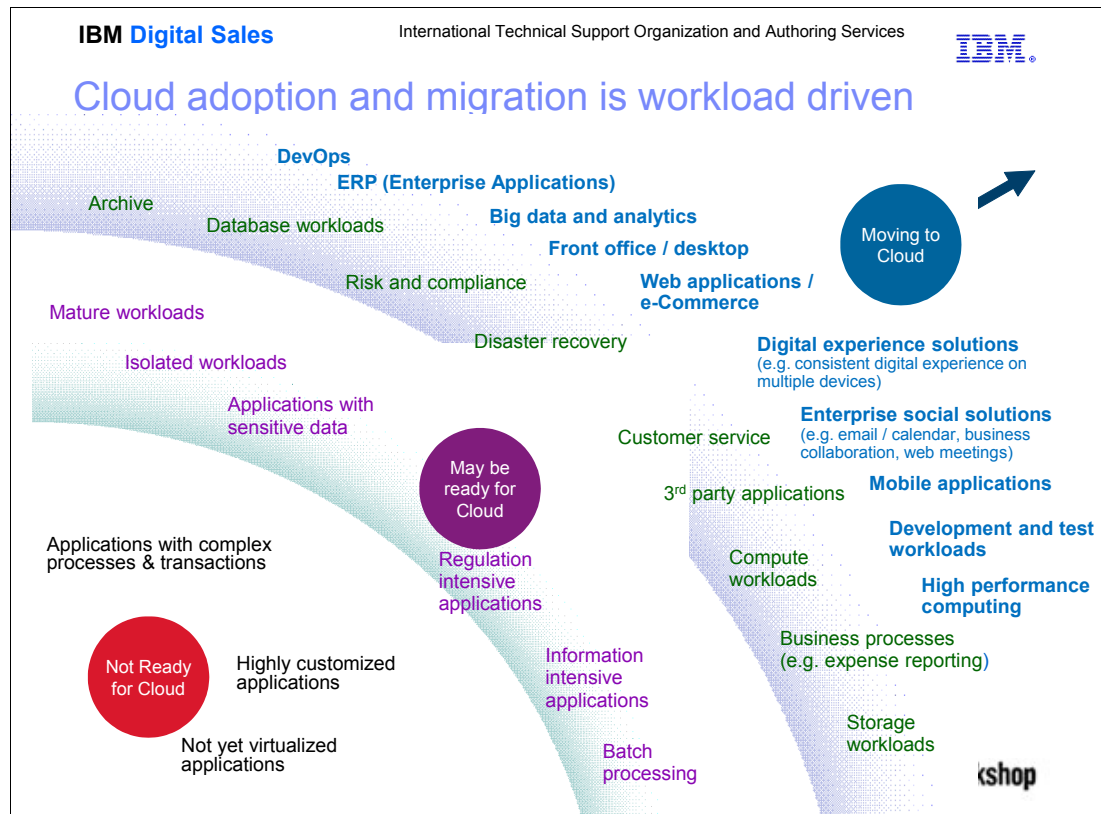 IBM Digital Sales
International Technical Support Organization and Authoring Services
IBM®
Cloud adoption and migration is workload driven
DevOps
ERP (Enterprise Applications)
Archive
Database workloads
Big data and analytics
Front office / desktop
Moving to
Cloud
Risk and compliance
Web applications /
e-Commerce
Mature workloads
Disaster recovery
Isolated workloads
Digital experience solutions
(e.g. consistent digital experience on
multiple devices)
Applications with
sensitive data
Enterprise social solutions
(e.g. email / calendar, business
collaboration, web meetings)
Customer service
May be
ready for
Cloud
3rd party applications
Mobile applications
Applications with complex
processes & transactions
Regulation
intensive
applications
Compute
workloads
Development and test
workloads
High performance
computing
Not Ready
for Cloud
Highly customized
applications
Information
intensive
applications
Business processes
(e.g. expense reporting)
Not yet virtualized
applications
Batch
processing
Storage
workloads
kshop